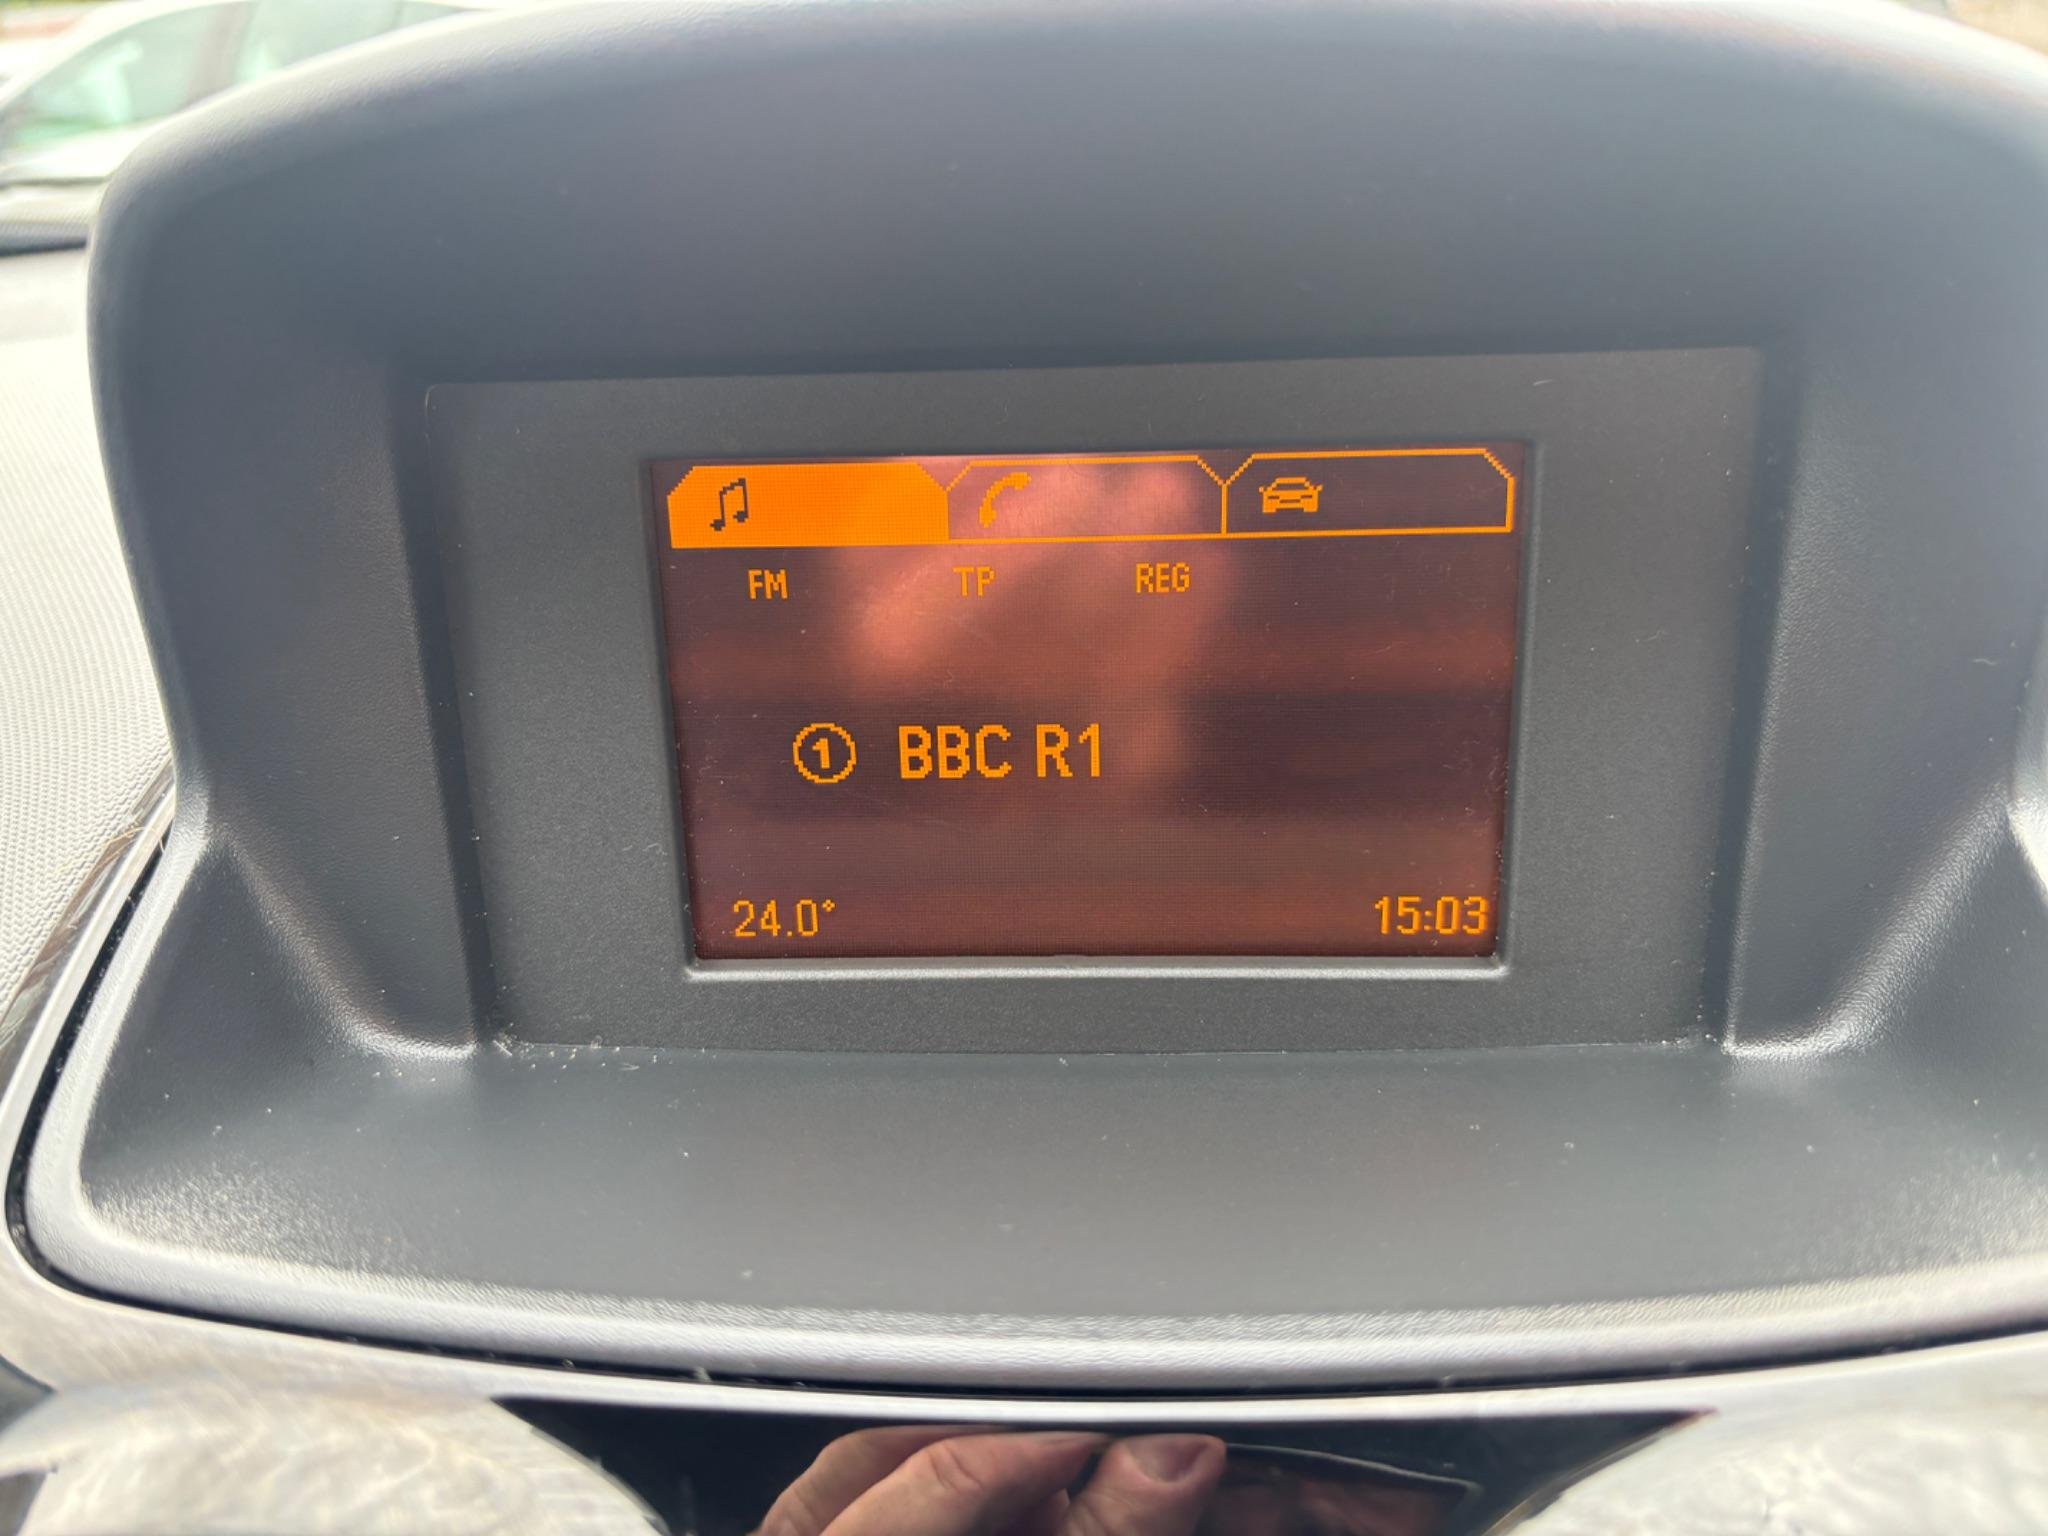 FM TP REG
1 BBC R1
24.0° 15:03